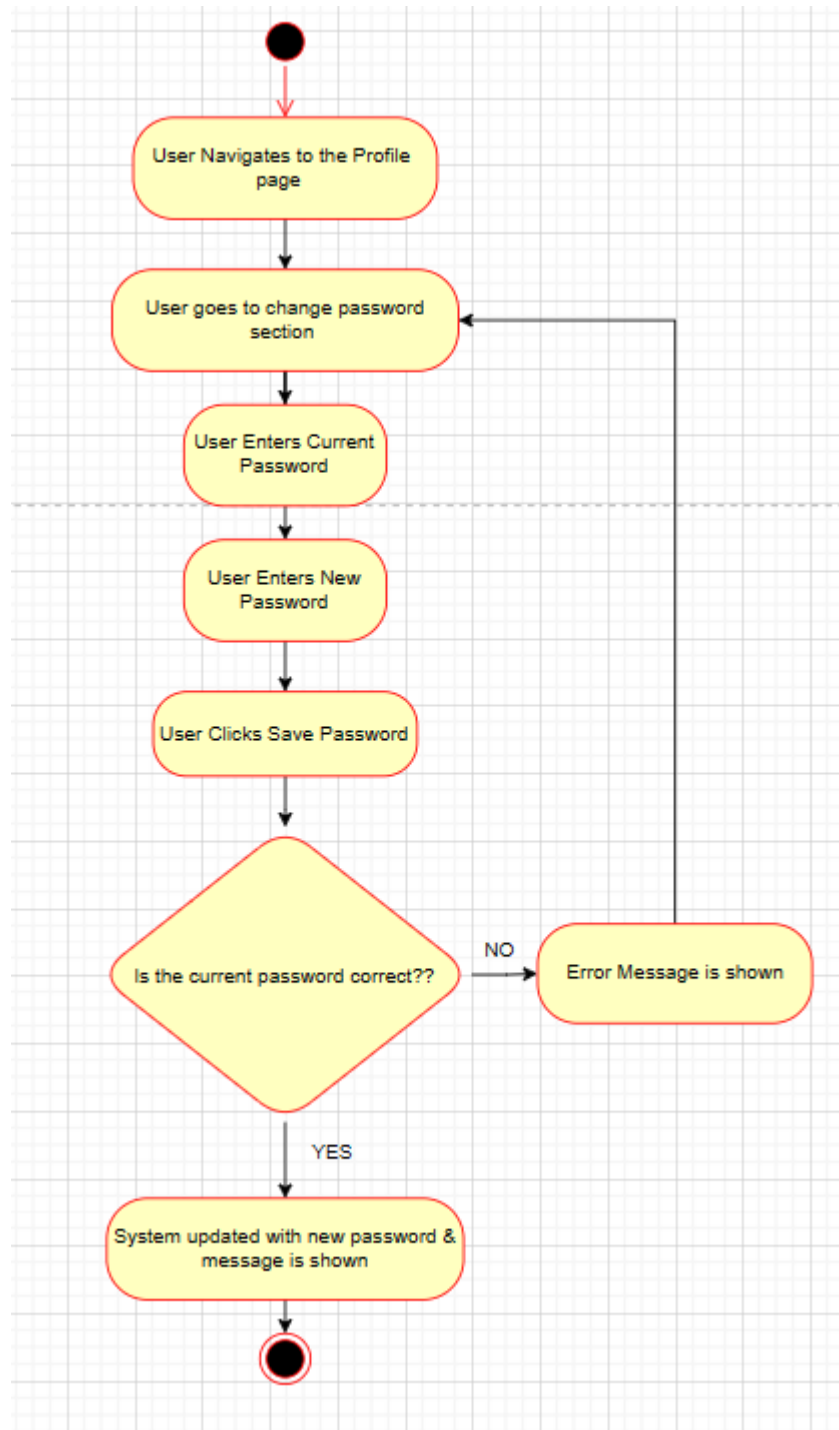 User Navigates to the Profile
page
User goes to change password
section
User Enters Current
Password
User Enters New
Password
User Clicks Save Password
Is the current password correct??
NO
Error Message is shown
YES
System updated with new password &
message is shown